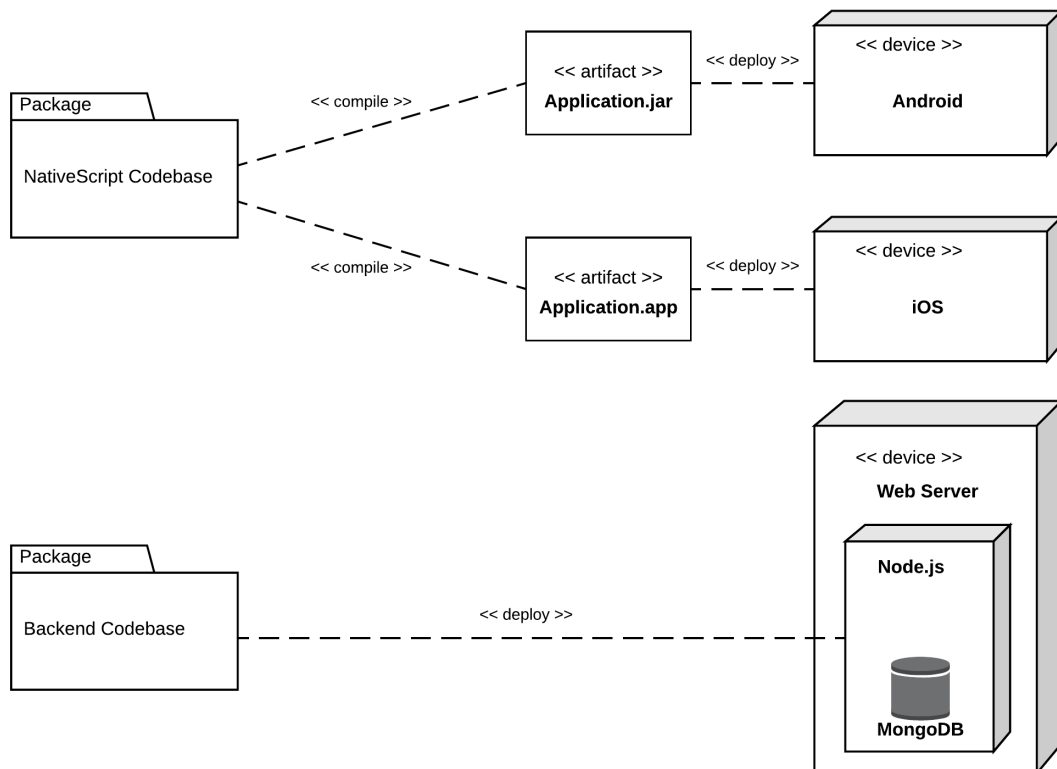 << device >>
Android
<< artifact >>
Application.jar
<< deploy >>
<< compile >>
Package
NativeScript Codebase
<< compile >>
<< artifact >>
Application.app
<< deploy >>
<< device >>
iOS
<< device >>
Web Server
Node.js
MongoDB
Package
Backend Codebase
<< deploy >>